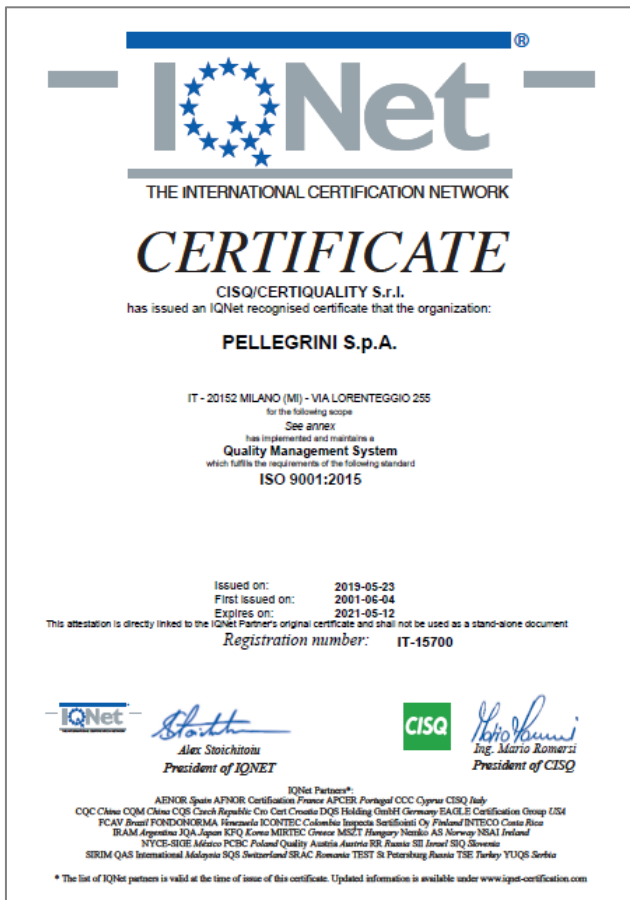 IQNet®
THE INTERNATIONAL CERTIFICATION NETWORK
CERTIFICATE
CISQ/CERTIQUALITY S.r.l.
has issued an IQNet recognised certificate that the organization:
PELLEGRINI S.p.A.
IT - 20152 MILANO (MI) - VIA LORENTEGGIO 255
for the following scope
See annex
has implemented and maintains a
Quality Management System
which fulfills the requirements of the following standard
ISO 9001:2015
Issued on: 2019-05-23
First issued on: 2001-06-04
Expires on: 2021-05-12
This attestation is directly linked to the IQNet Partner's original certificate and shall not be used as a stand-alone document
Registration number: IT-15700
IQNet
THE INTERNATIONAL CERTIFICATION NETWORK
CISQ
Alex Stoichitoiu
President of IQNET
Ing. Mario Romersi
President of CISQ
IQNet Partners*:
AENOR Spain AFNOR Certification France APCER Portugal CCC Cyprus CISQ Italy
CQC China CQM China CQS Czech Republic Cro Cert Croatia DQS Holding GmbH Germany EAGLE Certification Group USA
FCAV Brazil FONDONORMA Venezuela ICONTEC Colombia Inspecta Sertifiointi Oy Finland INTECO Costa Rica
IRAM Argentina JQA Japan KFQ Korea MIRTEC Greece MSZT Hungary Nemko AS Norway NSAI Ireland
NYCE-SIGE México PCBC Poland Quality Austria Austria RR Russia SII Israel SIQ Slovenia
SIRIM QAS International Malaysia SQS Switzerland SRAC Romania TEST St Petersburg Russia TSE Turkey YUQS Serbia
* The list of IQNet partners is valid at the time of issue of this certificate. Updated information is available under www.iqnet-certification.com